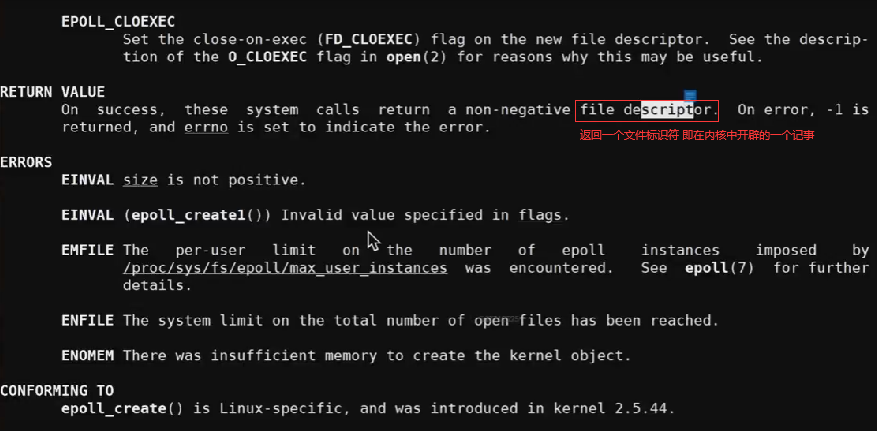 EPOLL_CLOEXEC
Set the close-on-exec (FD_CLOEXEC) flag on the new file descriptor. See the descrip-
tion of the O_CLOEXEC flag in open(2) for reasons why this may be useful.
RETURN VALUE
On success, these system calls return a non-negative file descriptor. On error, -1 is
returned, and errno is set to indicate the error.
返回一个文件标识符 即在内核中开辟的一个记事
ERRORS
EINVAL size is not positive.
EINVAL (epoll_create1()) Invalid value specified in flags.
EMFILE The per-user limit on the number of epoll instances imposed by
/proc/sys/fs/epoll/max_user_instances was encountered. See epoll(7) for further
details.
ENFILE The system limit on the total number of open files has been reached.
ENOMEM There was insufficient memory to create the kernel object.
CONFORMING TO
epoll_create() is Linux-specific, and was introduced in kernel 2.5.44.